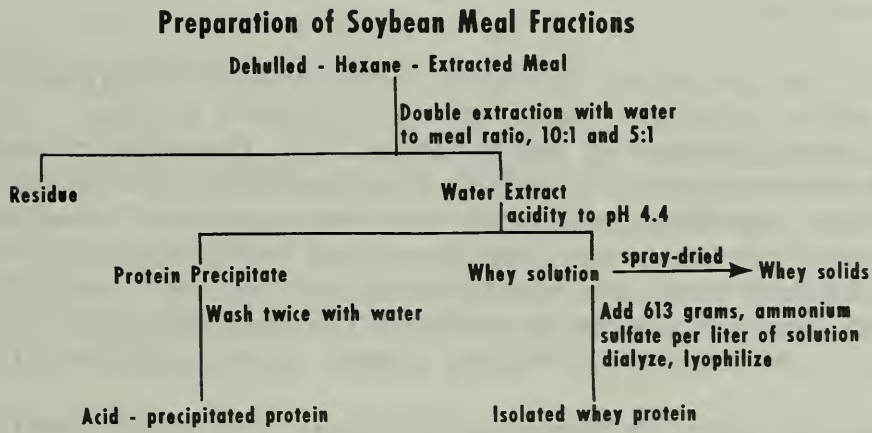 Preparation of Soybean Meal Fractions
Dehulled - Hexane - Extracted Meal
Double extraction with water
to meal ratio, 10:1 and 5:1
Residue
Water Extract
acidity to pH 4.4
Protein Precipitate
Whey solution
spray-dried
Whey solids
Wash twice with water
Add 613 grams, ammonium
sulfate per liter of solution
dialyze, lyophilize
Acid - precipitated protein
Isolated whey protein